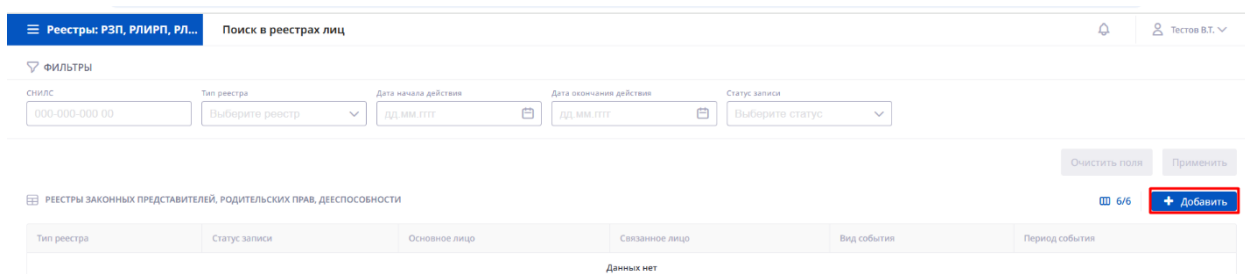 Реестры: РЗП, РЛИРП, РЛ... Поиск в реестрах лиц Тестов В.Т.
ФИЛЬТРЫ
СНИЛС Тип реестра Дата начала действия Дата окончания действия Статус записи
000-000-000 00 Выберите реестр дд.мм.гггг дд.мм.гггг Выберите статус
Очистить поля Применить
РЕЕСТРЫ ЗАКОННЫХ ПРЕДСТАВИТЕЛЕЙ, РОДИТЕЛЬСКИХ ПРАВ, ДЕЕСПОСОБНОСТИ 6/6 + Добавить
Тип реестра Статус записи Основное лицо Связанное лицо Вид события Период события
Данных нет